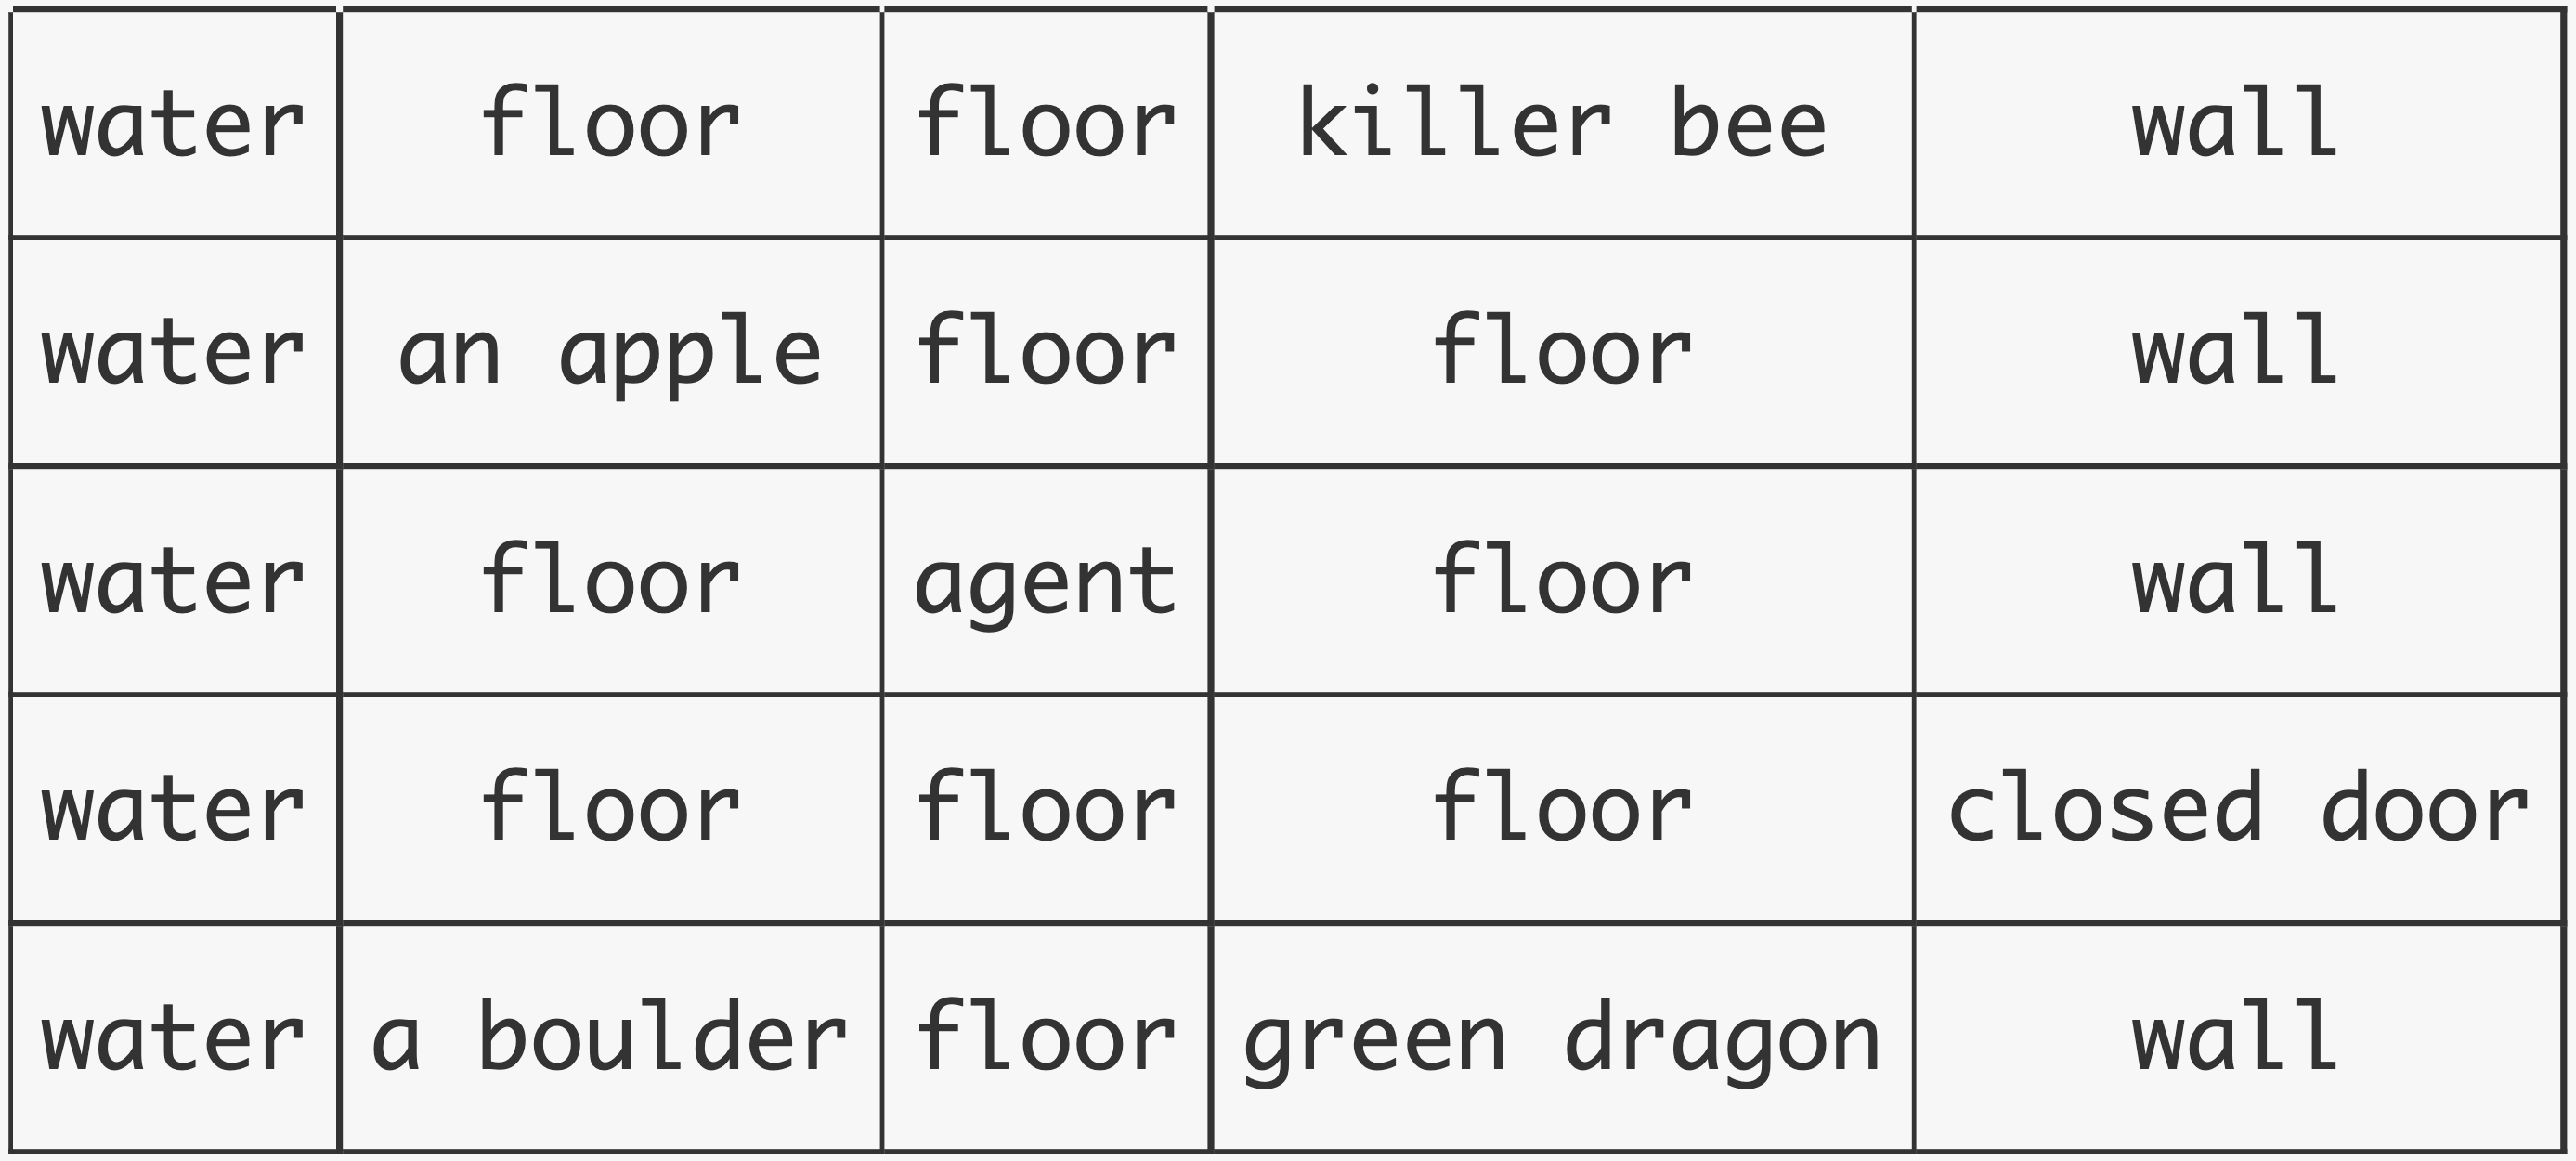 water floor floor killer bee wall
water an apple floor floor wall
water floor agent floor wall
water floor floor floor closed door
water a boulder floor green dragon wall